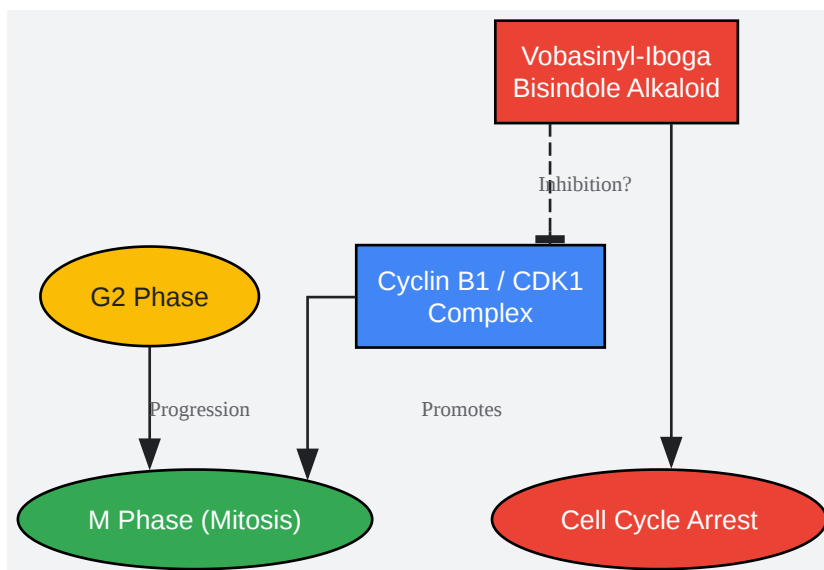 Vobasinyl-Iboga
Bisindole Alkaloid
Inhibition?
Cyclin B1 / CDK1
Complex
G2 Phase
Progression
Promotes
M Phase (Mitosis)
Cell Cycle Arrest